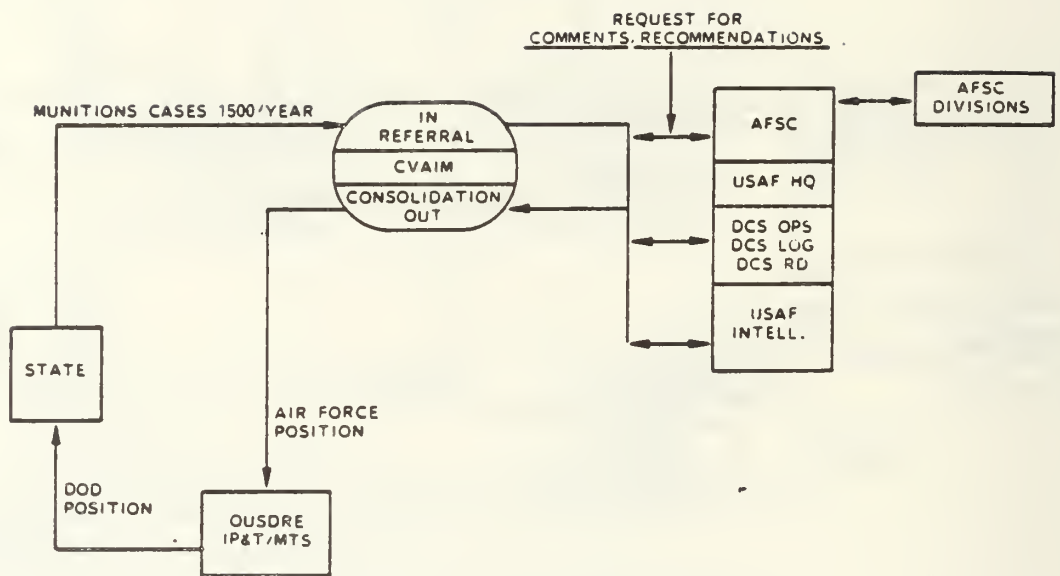 REQUEST FOR
COMMENTS, RECOMMENDATIONS
MUNITIONS CASES 1500/YEAR
IN
REFERRAL
CVAIM
CONSOLIDATION
OUT
AFSC
USAF HQ
DCS OPS
DCS LOG
DCS RD
USAF
INTELL.
AFSC
DIVISIONS
STATE
AIR FORCE
POSITION
DOD
POSITION
OUSDRE
IP&T/MTS